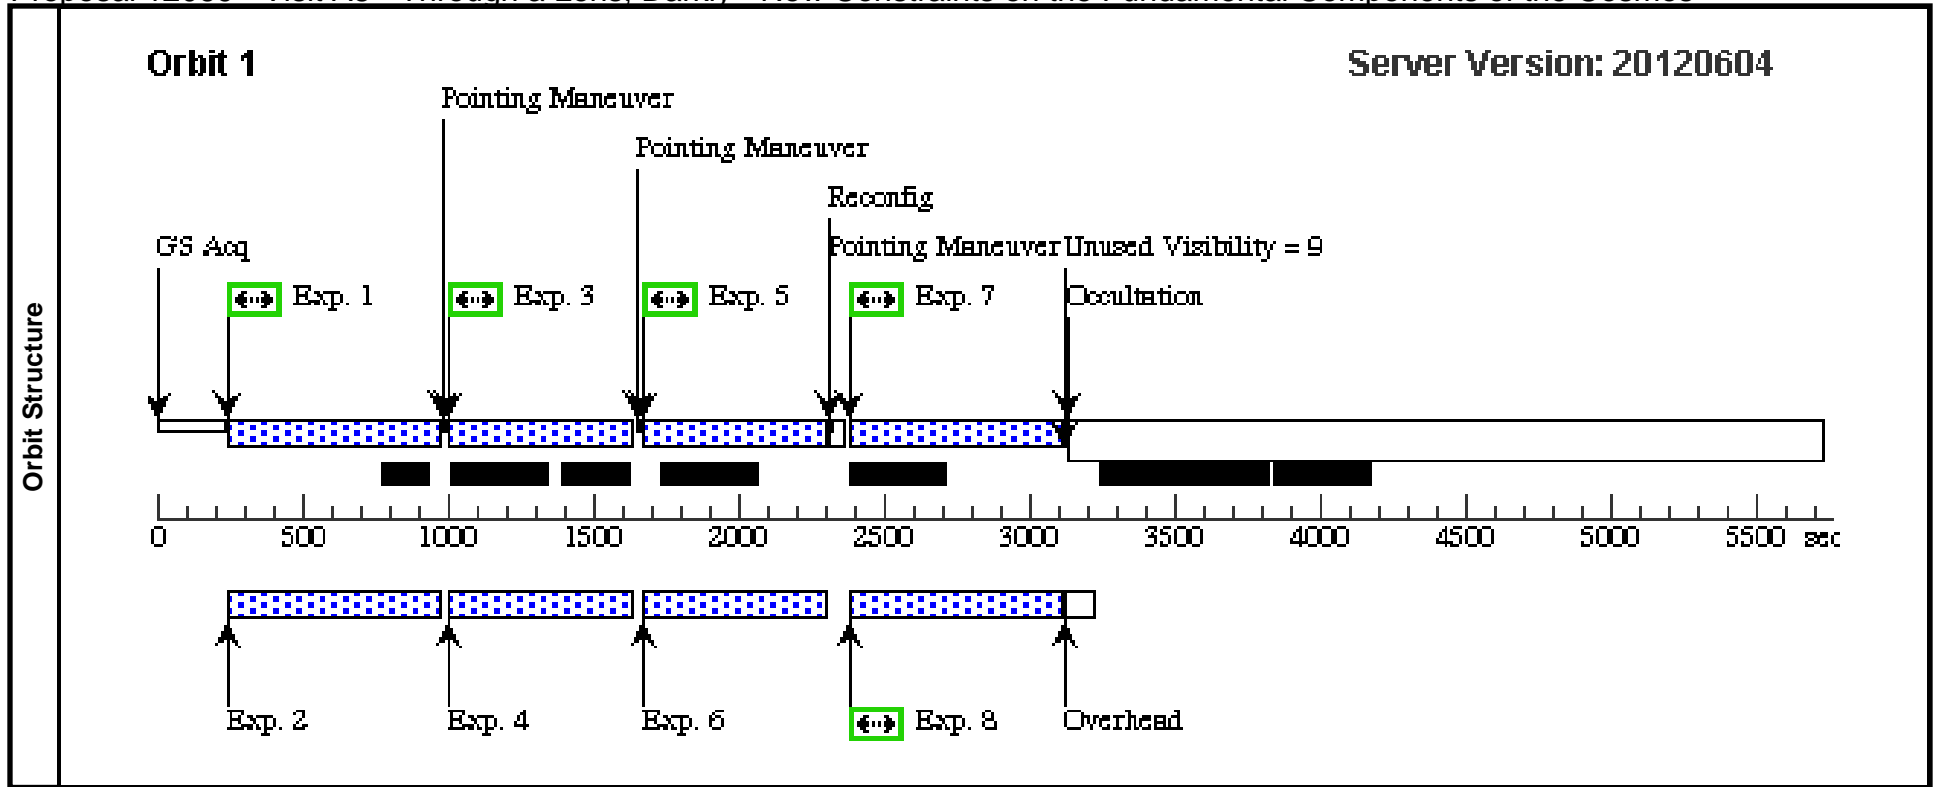 Orbit 1
Server Version: 20120604
Pointing Maneuver
Pointing Maneuver
Reconfig
GS Acq
Pointing Maneuver
Unused Visibility = 9
Exp. 1
Exp. 3
Exp. 5
Exp. 7
Occultation
Orbit Structure
0 500 1000 1500 2000 2500 3000 3500 4000 4500 5000 5500 sec
Exp. 2
Exp. 4
Exp. 6
Exp. 8
Overhead